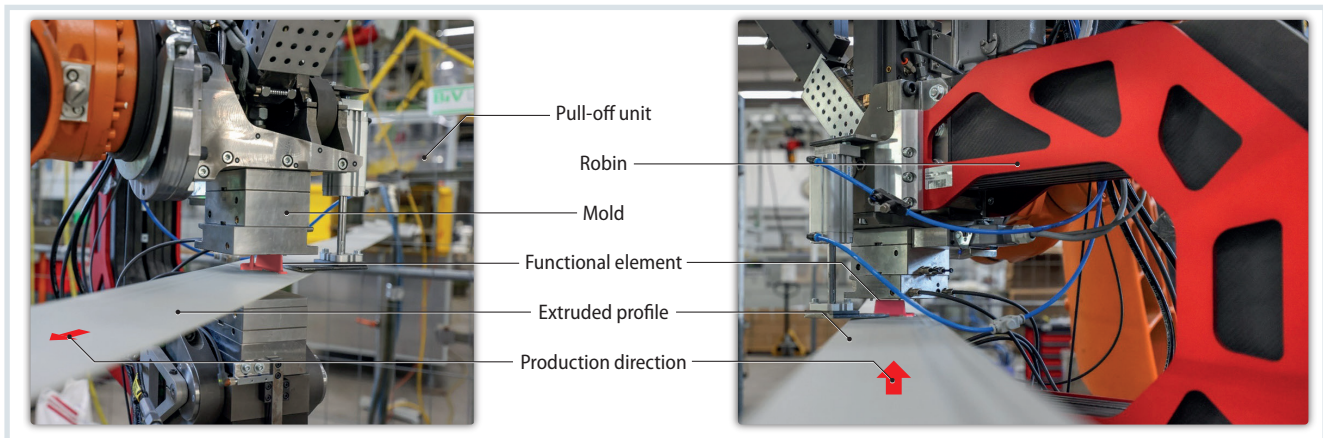 Pull-off unit
Robin
Mold
Functional element
Extruded profile
Production direction